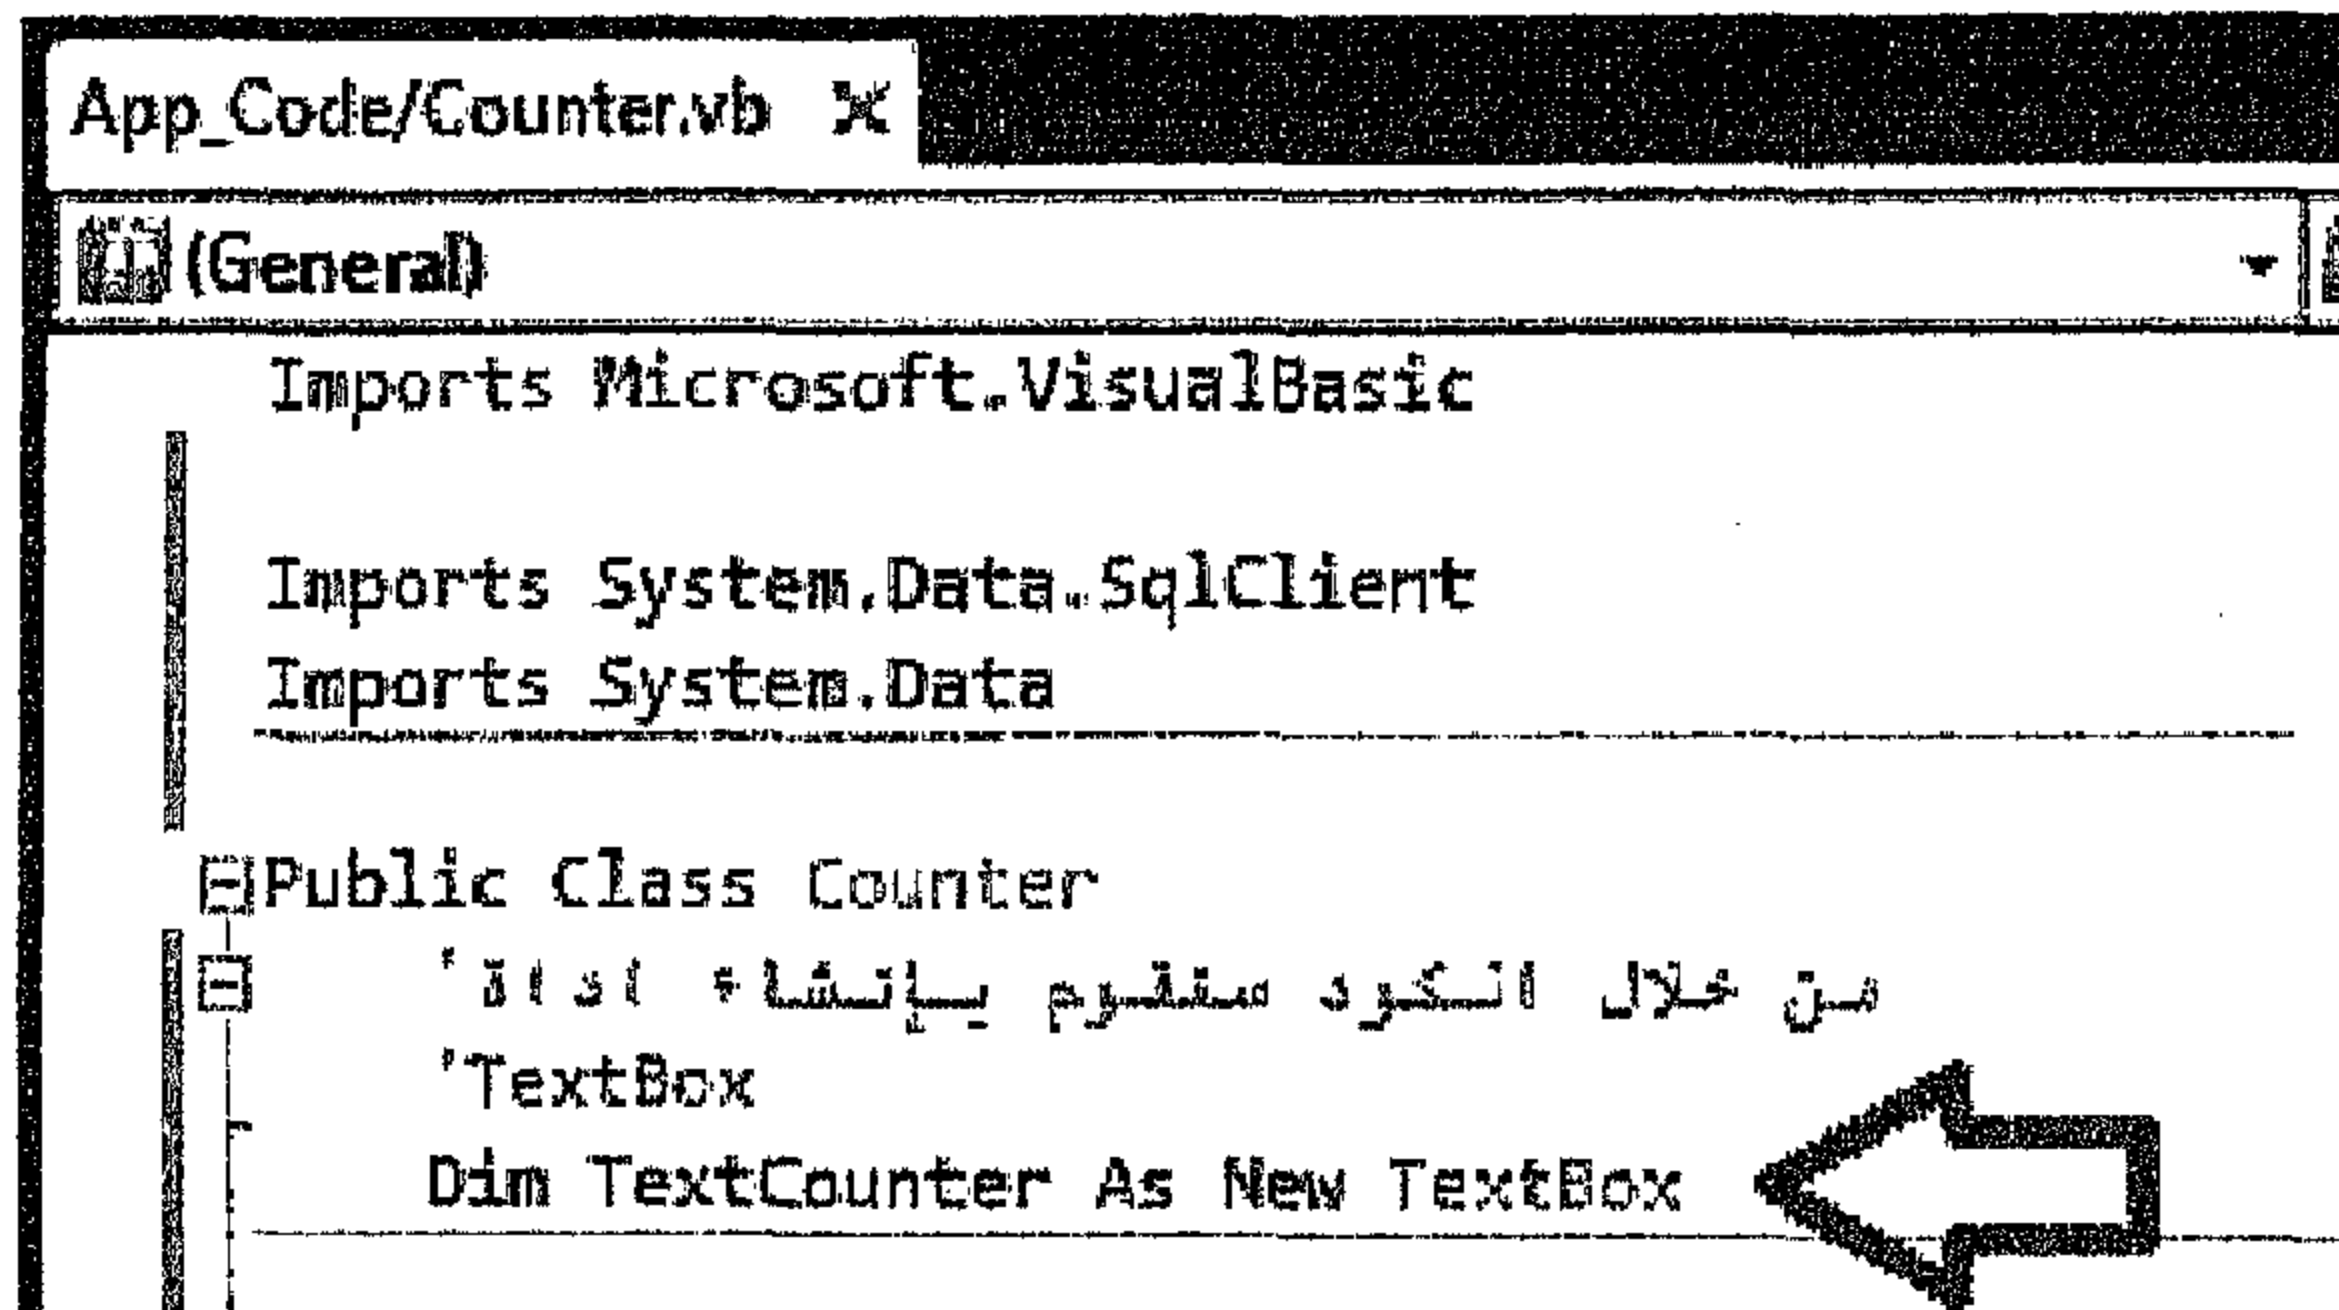 App_Code/Counter.vb
(General)
Imports Microsoft.VisualBasic
Imports System.Data.SqlClient
Imports System.Data
Public Class Counter
'من خلال الكود سنقوم بإنشاء اداة
'TextBox
Dim TextCounter As New TextBox